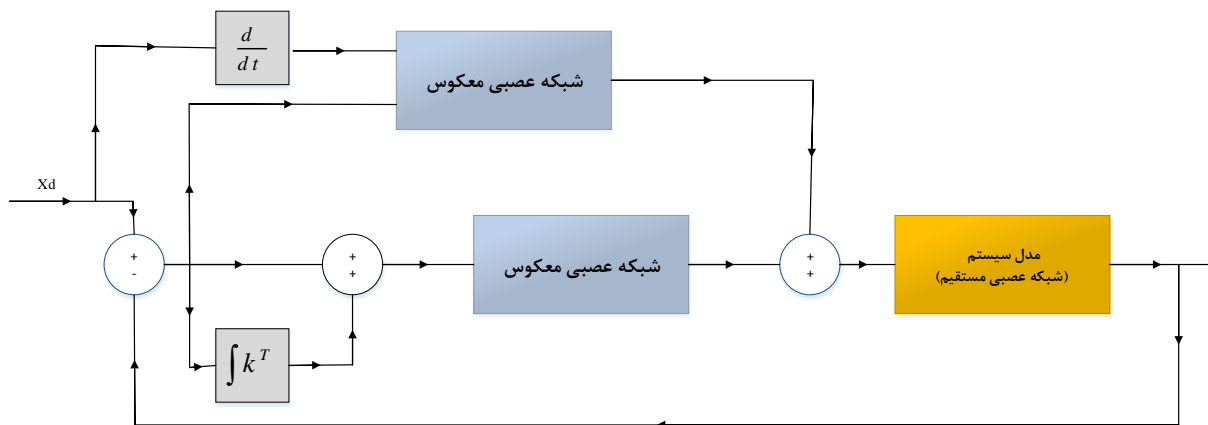 d
dt
شبکه عصبی معکوس
Xd
+
-
+
+
شبکه عصبی معکوس
+
+
مدل سیستم
(شبکه عصبی مستقیم)
∫k^T